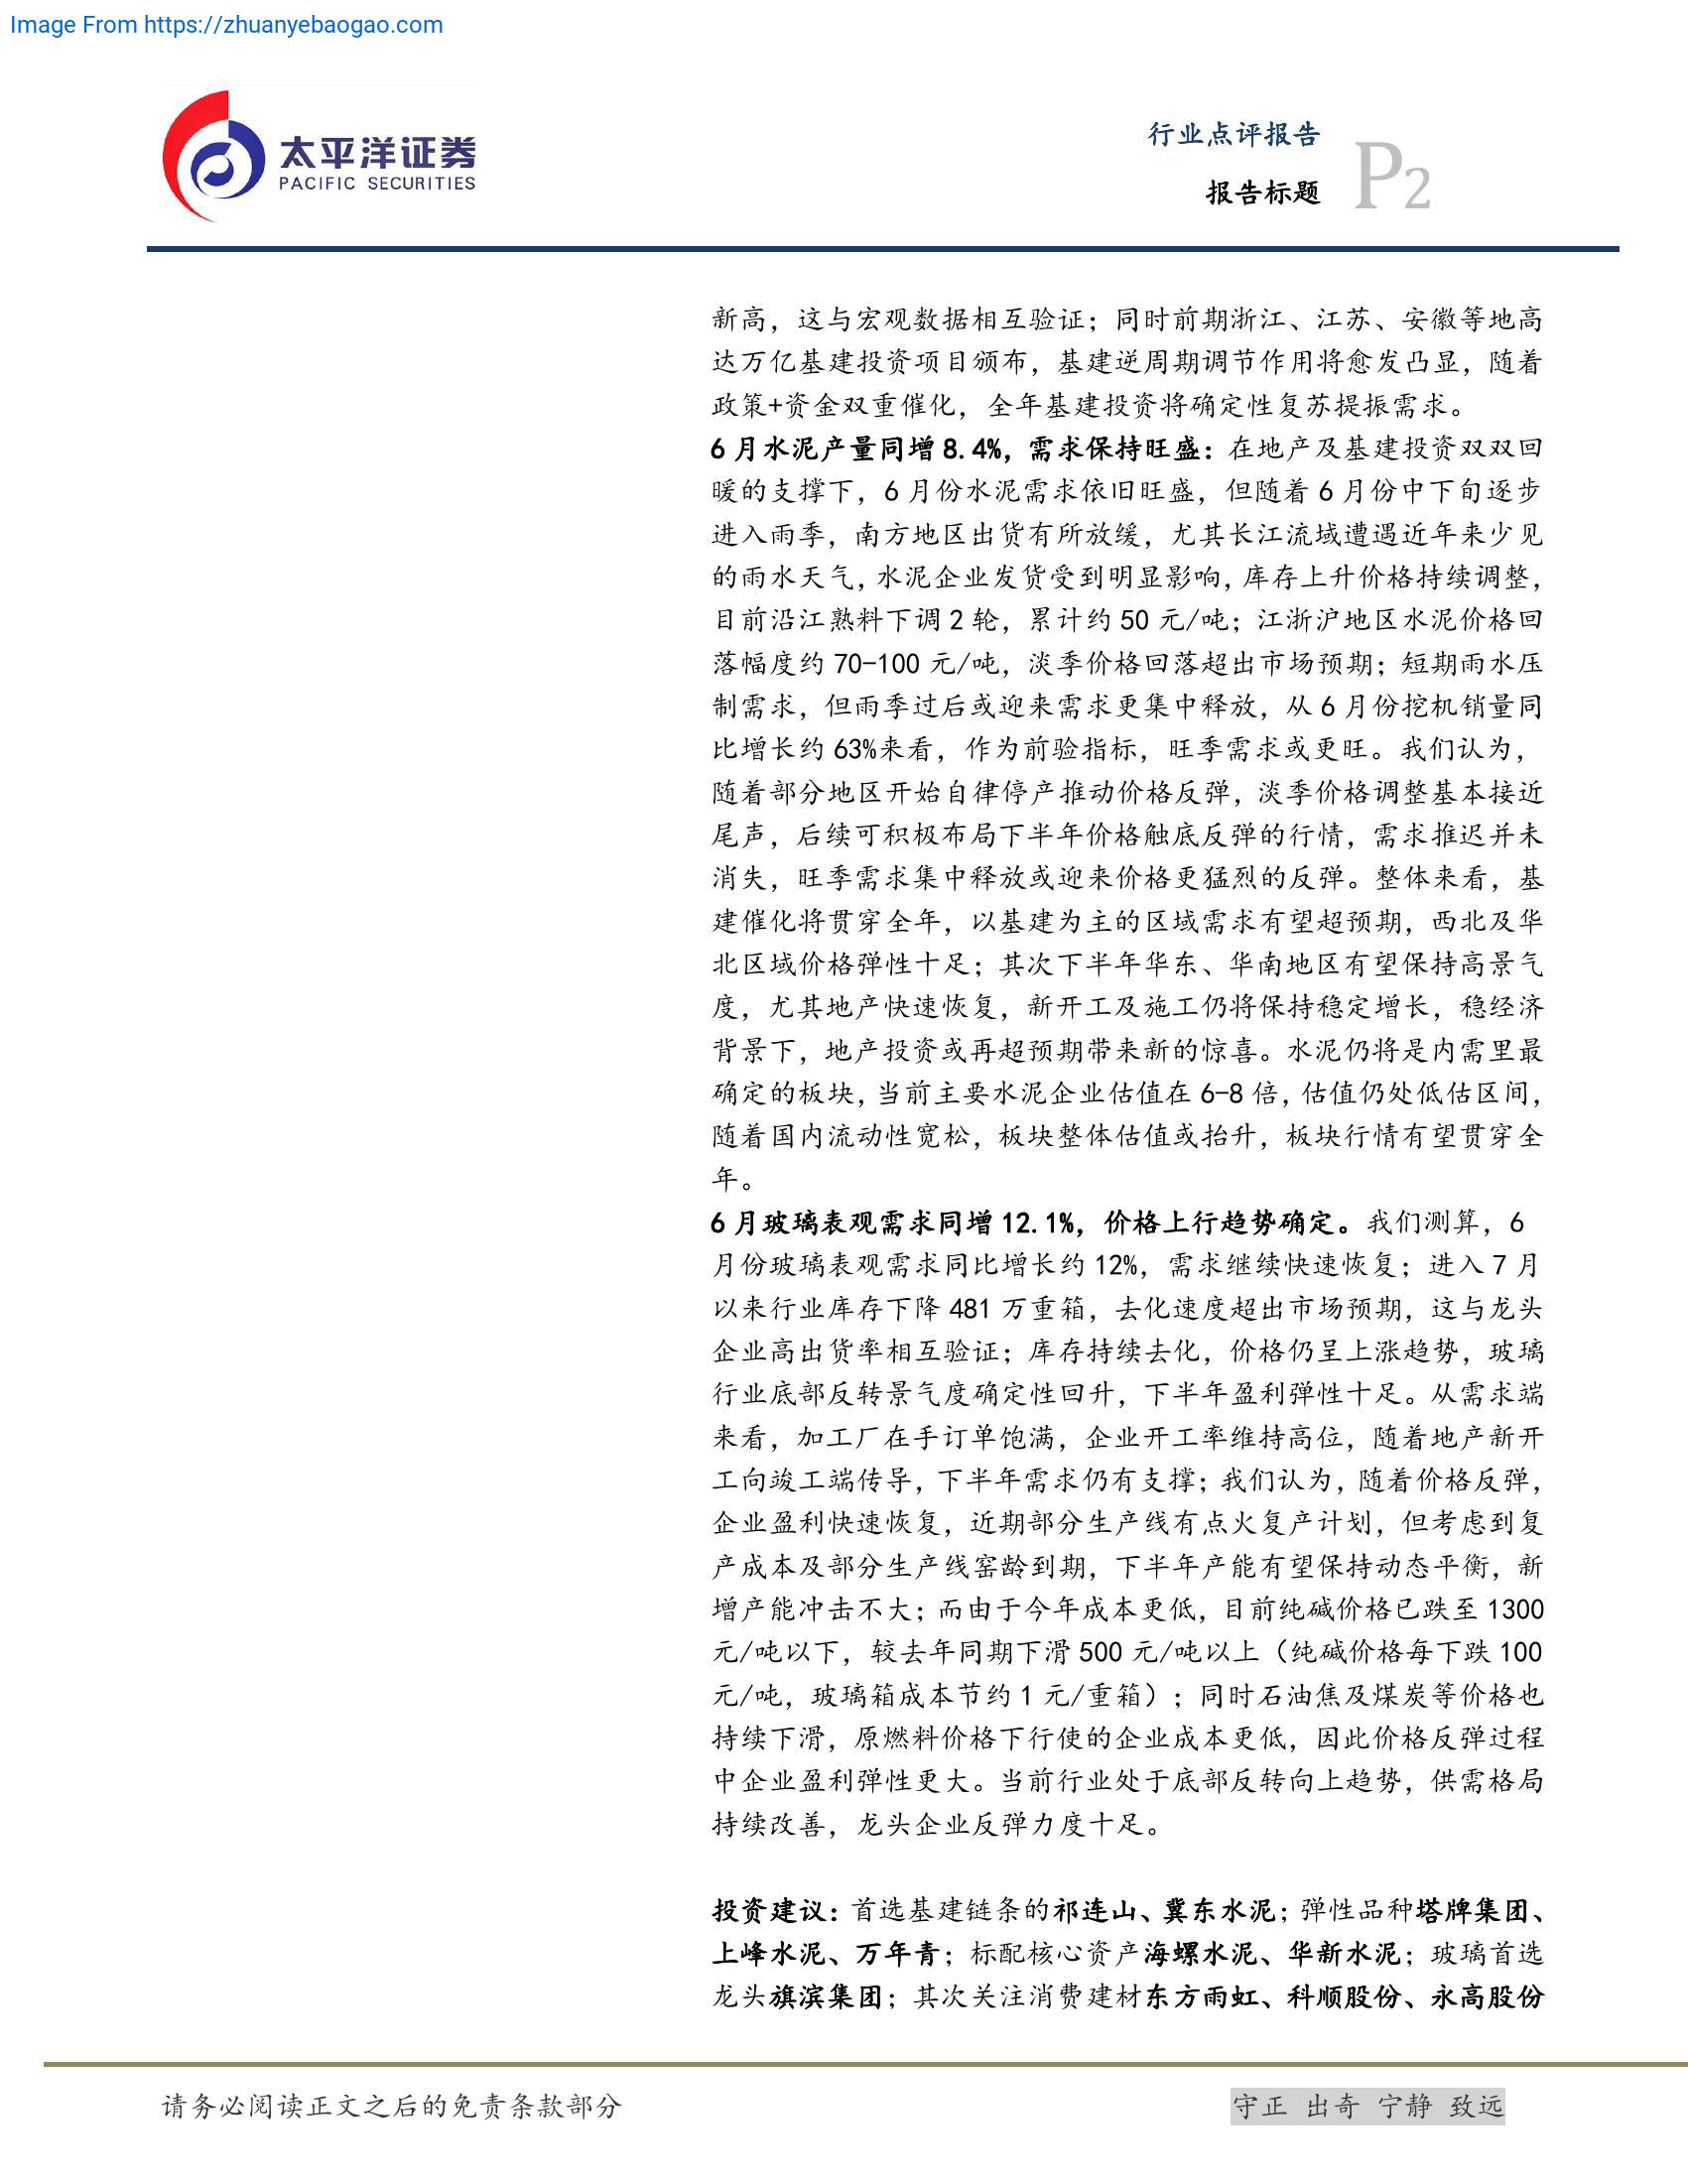 Image From https://zhuanyebaogao.com
太平洋证券
PACIFIC SECURITIES
行业点评报告
报告标题
P2
新高，这与宏观数据相互验证；同时前期浙江、江苏、安徽等地高
达万亿基建投资项目颁布，基建逆周期调节作用将愈发凸显，随着
政策+资金双重催化，全年基建投资将确定性复苏提振需求。
6 月水泥产量同增 8.4%，需求保持旺盛：在地产及基建投资双双回
暖的支撑下，6 月份水泥需求依旧旺盛，但随着 6 月份中下旬逐步
进入雨季，南方地区出货有所放缓，尤其长江流域遭遇近年来少见
的雨水天气，水泥企业发货受到明显影响，库存上升价格持续调整，
目前沿江熟料下调 2 轮，累计约 50 元/吨；江浙沪地区水泥价格回
落幅度约 70-100 元/吨，淡季价格回落超出市场预期；短期雨水压
制需求，但雨季过后或迎来需求更集中释放，从 6 月份挖机销量同
比增长约 63%来看，作为前验指标，旺季需求或更旺。我们认为，
随着部分地区开始自律停产推动价格反弹，淡季价格调整基本接近
尾声，后续可积极布局下半年价格触底反弹的行情，需求推迟并未
消失，旺季需求集中释放或迎来价格更猛烈的反弹。整体来看，基
建催化将贯穿全年，以基建为主的区域需求有望超预期，西北及华
北区域价格弹性十足；其次下半年华东、华南地区有望保持高景气
度，尤其地产快速恢复，新开工及施工仍将保持稳定增长，稳经济
背景下，地产投资或再超预期带来新的惊喜。水泥仍将是内需里最
确定的板块，当前主要水泥企业估值在 6-8 倍，估值仍处低估区间，
随着国内流动性宽松，板块整体估值或抬升，板块行情有望贯穿全
年。
6 月玻璃表观需求同增 12.1%，价格上行趋势确定。我们测算，6
月份玻璃表观需求同比增长约 12%，需求继续快速恢复；进入 7 月
以来行业库存下降 481 万重箱，去化速度超出市场预期，这与龙头
企业高出货率相互验证；库存持续去化，价格仍呈上涨趋势，玻璃
行业底部反转景气度确定性回升，下半年盈利弹性十足。从需求端
来看，加工厂在手订单饱满，企业开工率维持高位，随着地产新开
工向竣工端传导，下半年需求仍有支撑；我们认为，随着价格反弹，
企业盈利快速恢复，近期部分生产线有点火复产计划，但考虑到复
产成本及部分生产线窑龄到期，下半年产能有望保持动态平衡，新
增产能冲击不大；而由于今年成本更低，目前纯碱价格已跌至 1300
元/吨以下，较去年同期下滑 500 元/吨以上（纯碱价格每下跌 100
元/吨，玻璃箱成本节约 1 元/重箱）；同时石油焦及煤炭等价格也
持续下滑，原燃料价格下行使的企业成本更低，因此价格反弹过程
中企业盈利弹性更大。当前行业处于底部反转向上趋势，供需格局
持续改善，龙头企业反弹力度十足。
投资建议：首选基建链条的祁连山、冀东水泥；弹性品种塔牌集团、
上峰水泥、万年青；标配核心资产海螺水泥、华新水泥；玻璃首选
龙头旗滨集团；其次关注消费建材东方雨虹、科顺股份、永高股份
请务必阅读正文之后的免责条款部分
守正 出奇 宁静 致远